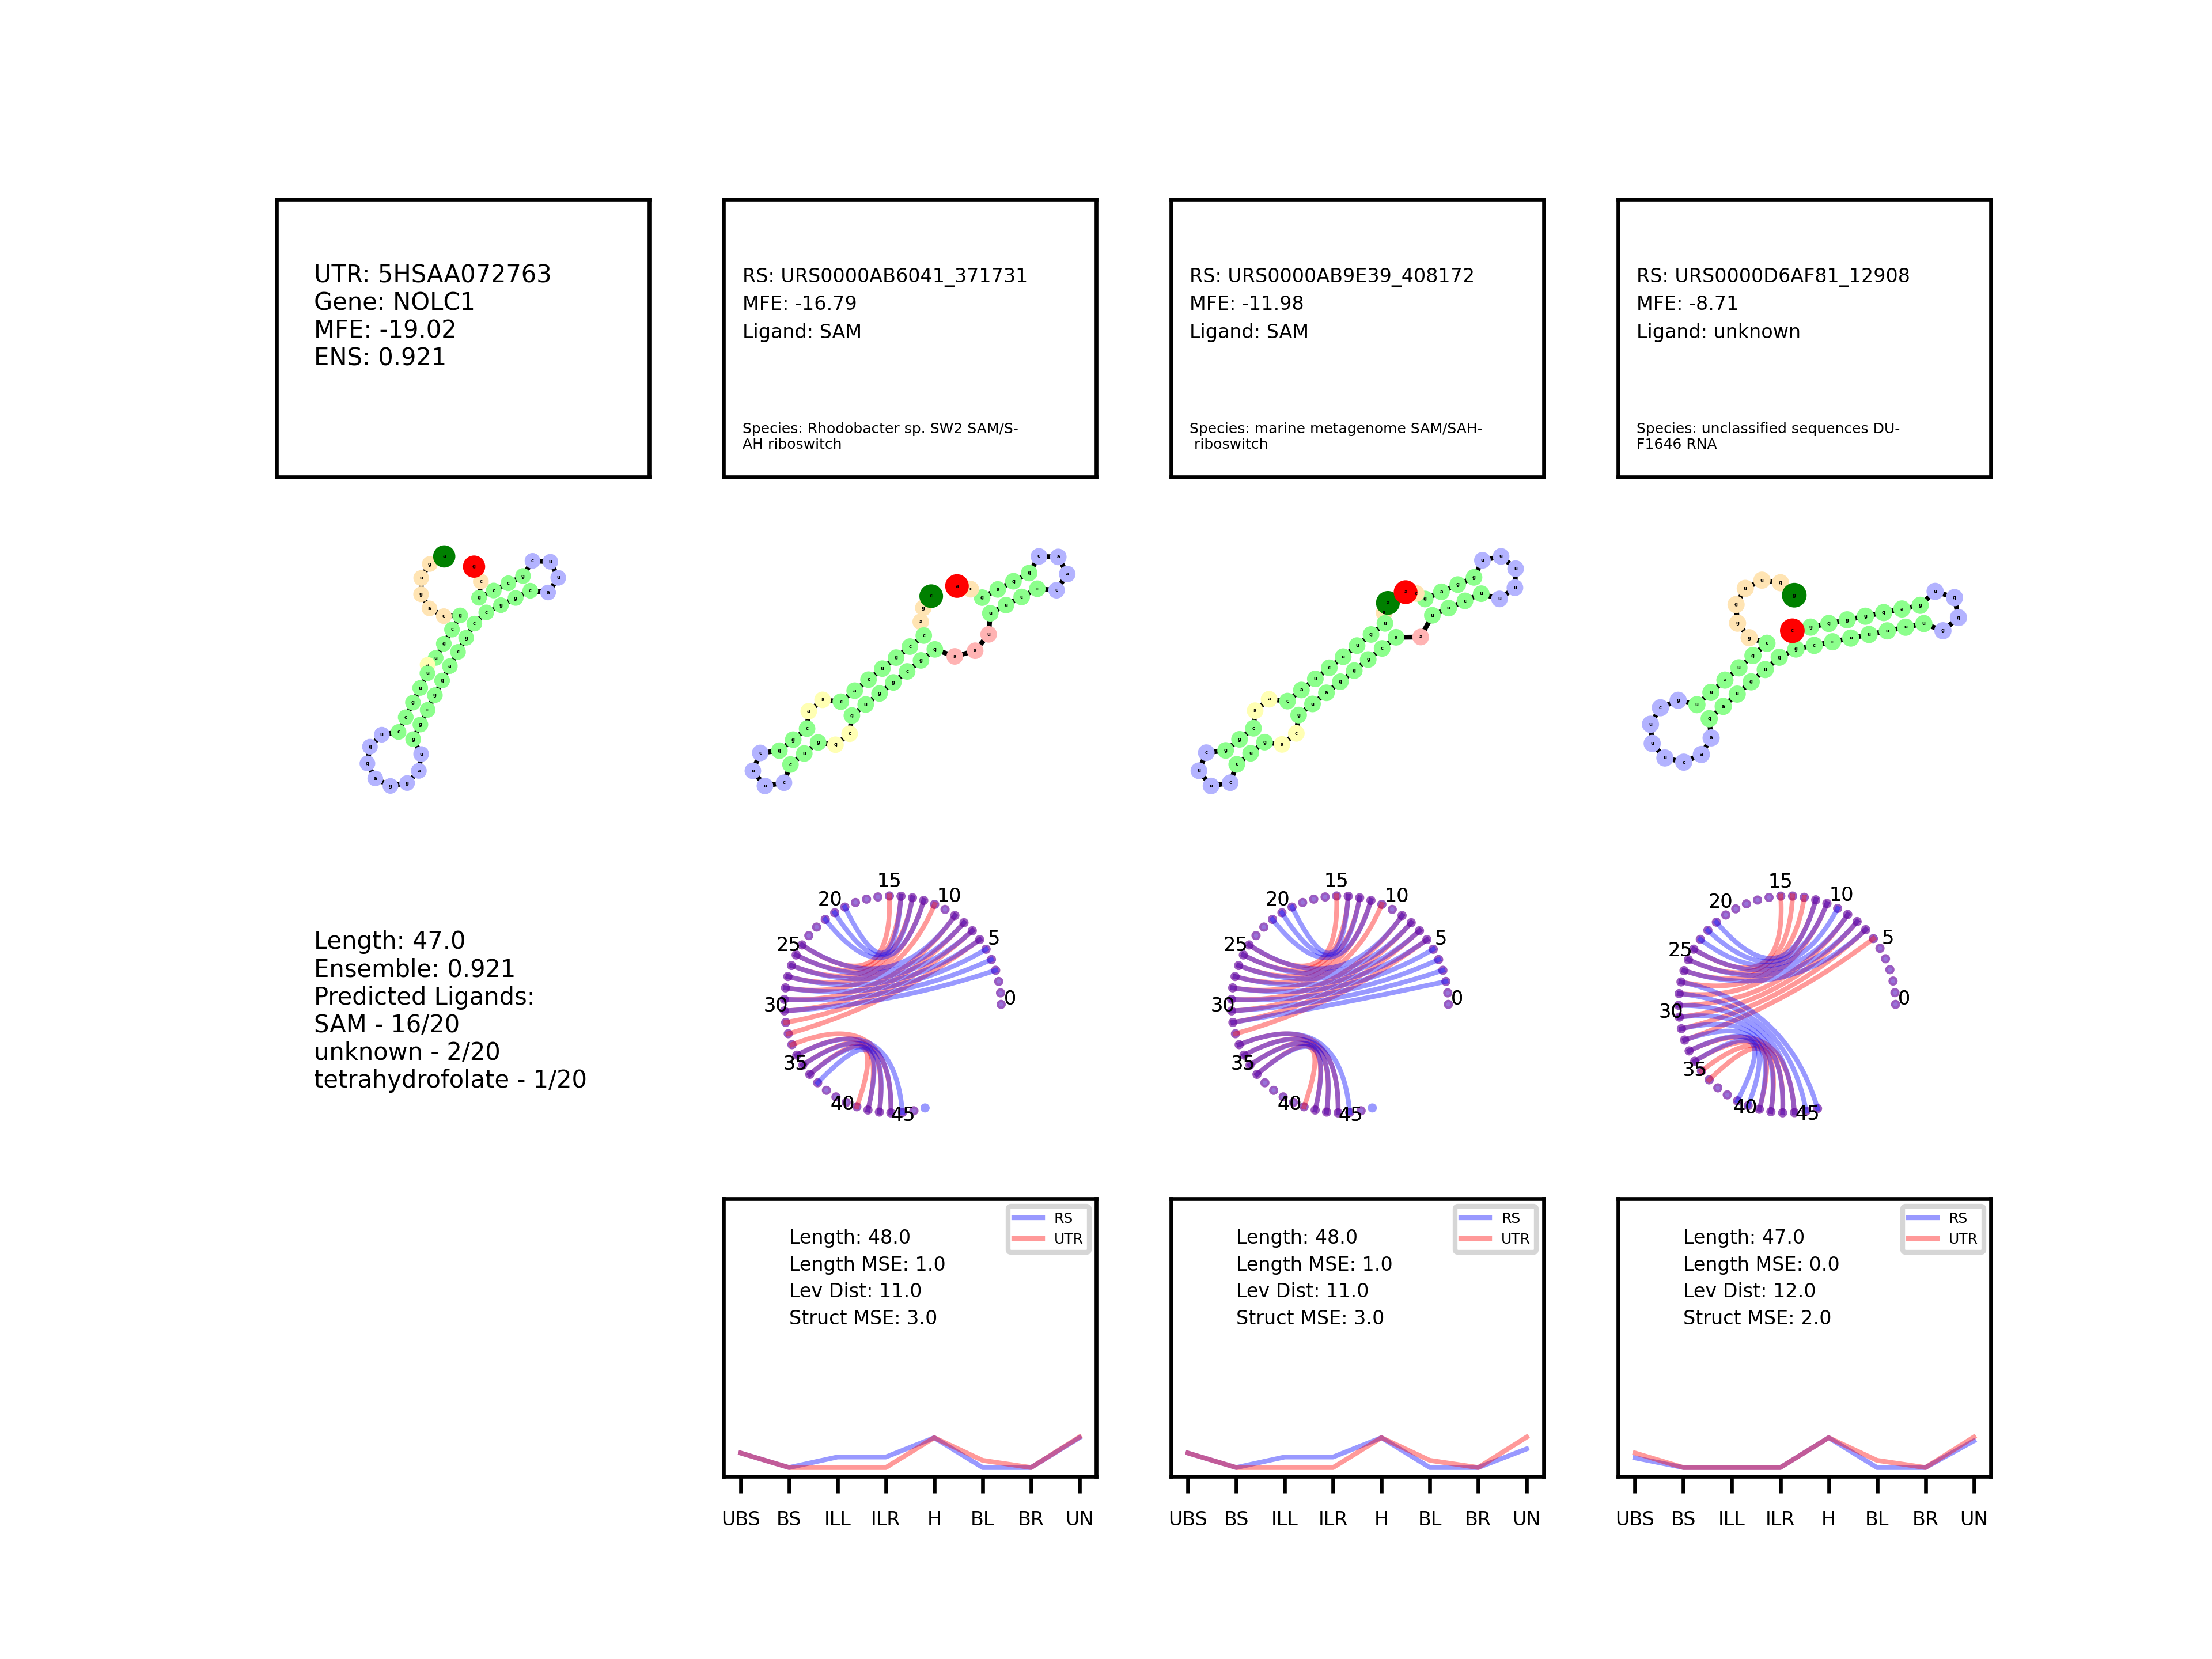 UTR: 5HSAA072763
Gene: NOLC1
MFE: -19.02
ENS: 0.921
RS: URS0000AB6041_371731
MFE: -16.79
Ligand: SAM
Species: Rhodobacter sp. SW2 SAM/S-
AH riboswitch
RS: URS0000AB9E39_408172
MFE: -11.98
Ligand: SAM
Species: marine metagenome SAM/SAH-
riboswitch
RS: URS0000D6AF81_12908
MFE: -8.71
Ligand: unknown
Species: unclassified sequences DU-
F1646 RNA
Length: 47.0
Ensemble: 0.921
Predicted Ligands:
SAM - 16/20
unknown - 2/20
tetrahydrofolate - 1/20
0
5
10
15
20
25
30
35
40
45
0
5
10
15
20
25
30
35
40
45
0
5
10
15
20
25
30
35
40
45
RS
UTR
Length: 48.0
Length MSE: 1.0
Lev Dist: 11.0
Struct MSE: 3.0
UBS BS ILL ILR H BL BR UN
RS
UTR
Length: 48.0
Length MSE: 1.0
Lev Dist: 11.0
Struct MSE: 3.0
UBS BS ILL ILR H BL BR UN
RS
UTR
Length: 47.0
Length MSE: 0.0
Lev Dist: 12.0
Struct MSE: 2.0
UBS BS ILL ILR H BL BR UN